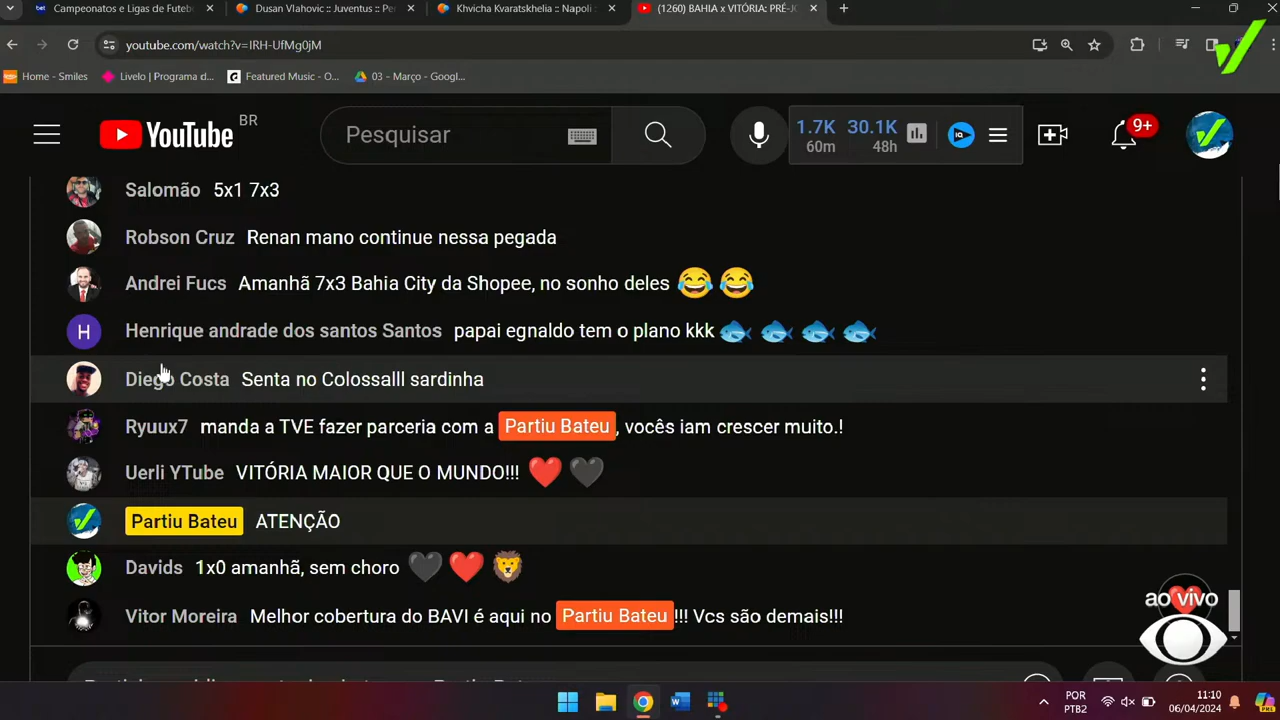 Campeonatos e Ligas de Futeb
Dusan Vlahovic :: Juventus :: Pe
Khvicha Kvaratskhelia :: Napoli :
(1260) BAHIA x VITÓRIA: PRÉ-JO
youtube.com/watch?v=IRH-UfMg0jM
Home - Smiles
Livelo | Programa d...
Featured Music - O...
03 - Março - Googl...
YouTube BR
Pesquisar
1.7K 30.1K
60m 48h
9+
Salomão 5x1 7x3
Robson Cruz Renan mano continue nessa pegada
Andrei Fucs Amanhã 7x3 Bahia City da Shopee, no sonho deles 😂 😂
Henrique andrade dos santos Santos papai egnaldo tem o plano kkk 🐟 🐟 🐟 🐟
H
Diego Costa Senta no Colossalll sardinha
Ryuux7 manda a TVE fazer parceria com a Partiu Bateu, vocês iam crescer muito.!
Uerli YTube VITÓRIA MAIOR QUE O MUNDO!!! ❤️ 🖤
Partiu Bateu ATENÇÃO
Davids 1x0 amanhã, sem choro 🖤 ❤️ 🦁
Vitor Moreira Melhor cobertura do BAVI é aqui no Partiu Bateu!!! Vcs são demais!!!
ao vivo
POR
PTB2
11:10
06/04/2024